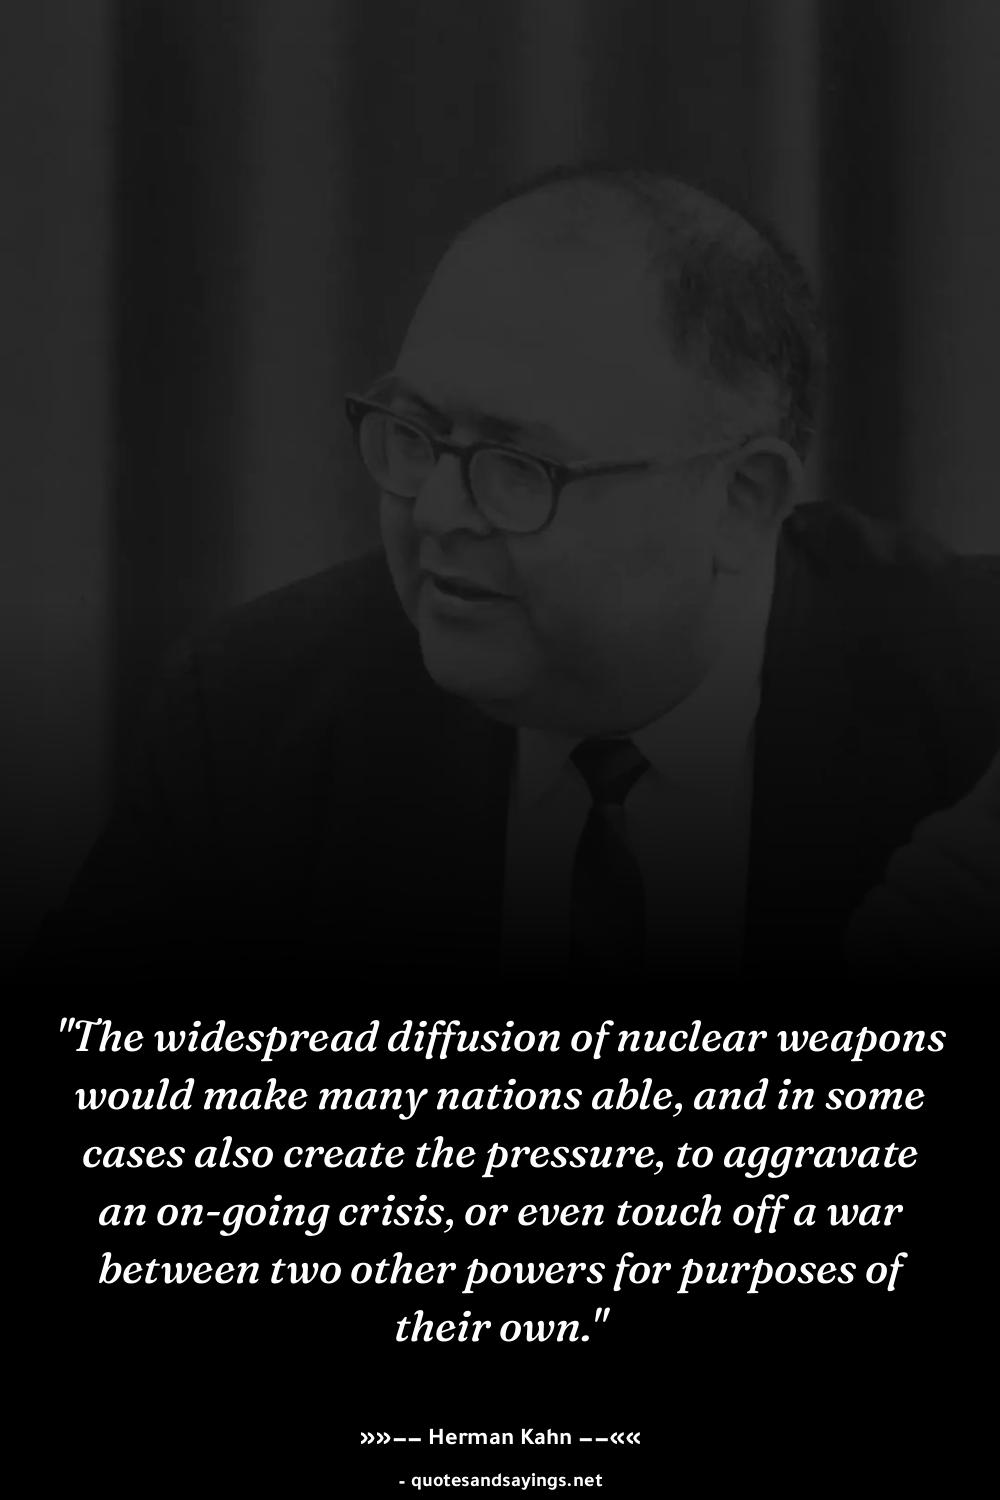 "The widespread diffusion of nuclear weapons
would make many nations able, and in some
cases also create the pressure, to aggravate
an on-going crisis, or even touch off a war
between two other powers for purposes of
their own."
»»–– Herman Kahn ––««
- quotesandsayings.net